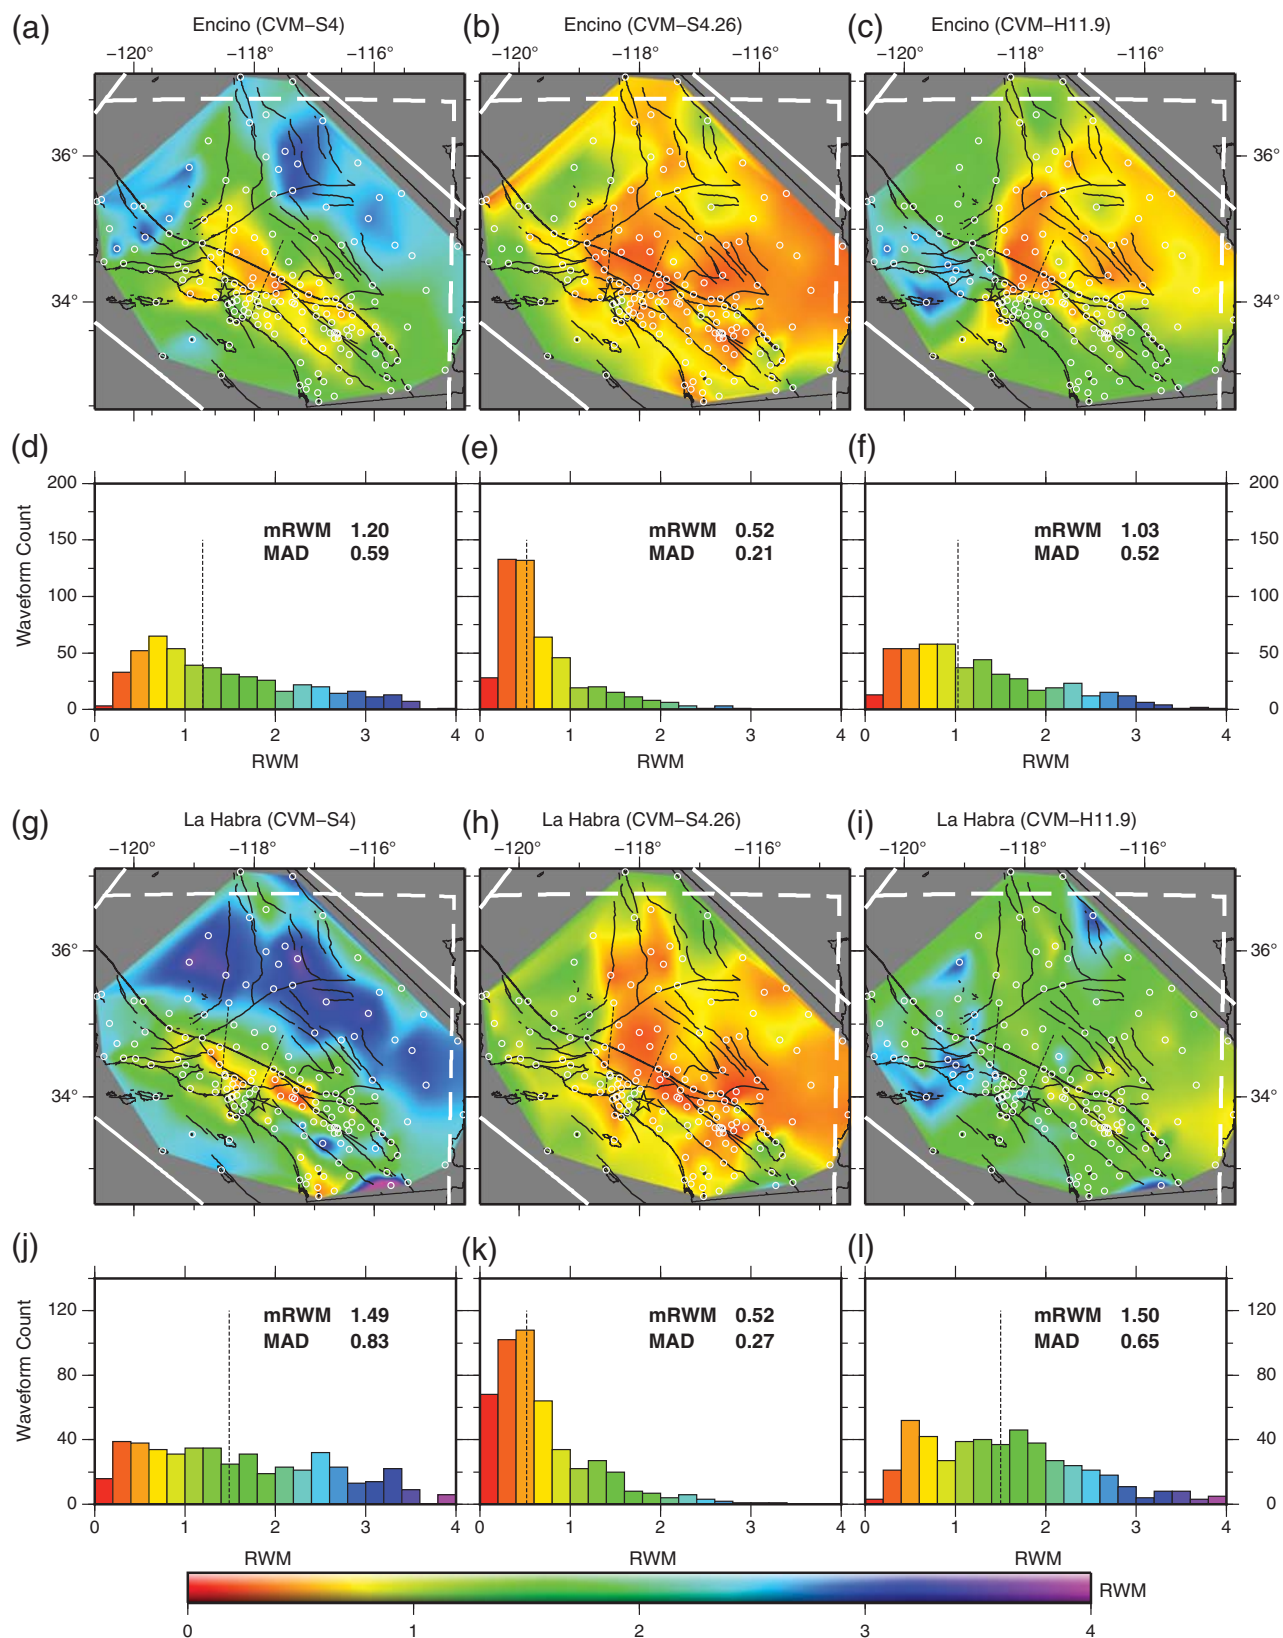 (a) Encino (CVM−S4) (b) Encino (CVM−S4.26) (c) Encino (CVM−H11.9)
−120° −118° −116° −120° −118° −116° −120° −118° −116°
36° 36°
34° 34°
(d) (e) (f)
200 200
150 150
100 100
50 50
0 0
Waveform Count
mRWM 1.20
MAD 0.59
mRWM 0.52
MAD 0.21
mRWM 1.03
MAD 0.52
0 1 2 3 4 0 1 2 3 4 0 1 2 3 4
RWM RWM RWM
(g) La Habra (CVM−S4) (h) La Habra (CVM−S4.26) (i) La Habra (CVM−H11.9)
−120° −118° −116° −120° −118° −116° −120° −118° −116°
36° 36°
34° 34°
(j) (k) (l)
120 120
80 80
40 40
0 0
Waveform Count
mRWM 1.49
MAD 0.83
mRWM 0.52
MAD 0.27
mRWM 1.50
MAD 0.65
0 1 2 3 4 0 1 2 3 4 0 1 2 3 4
RWM RWM RWM
RWM
0 1 2 3 4